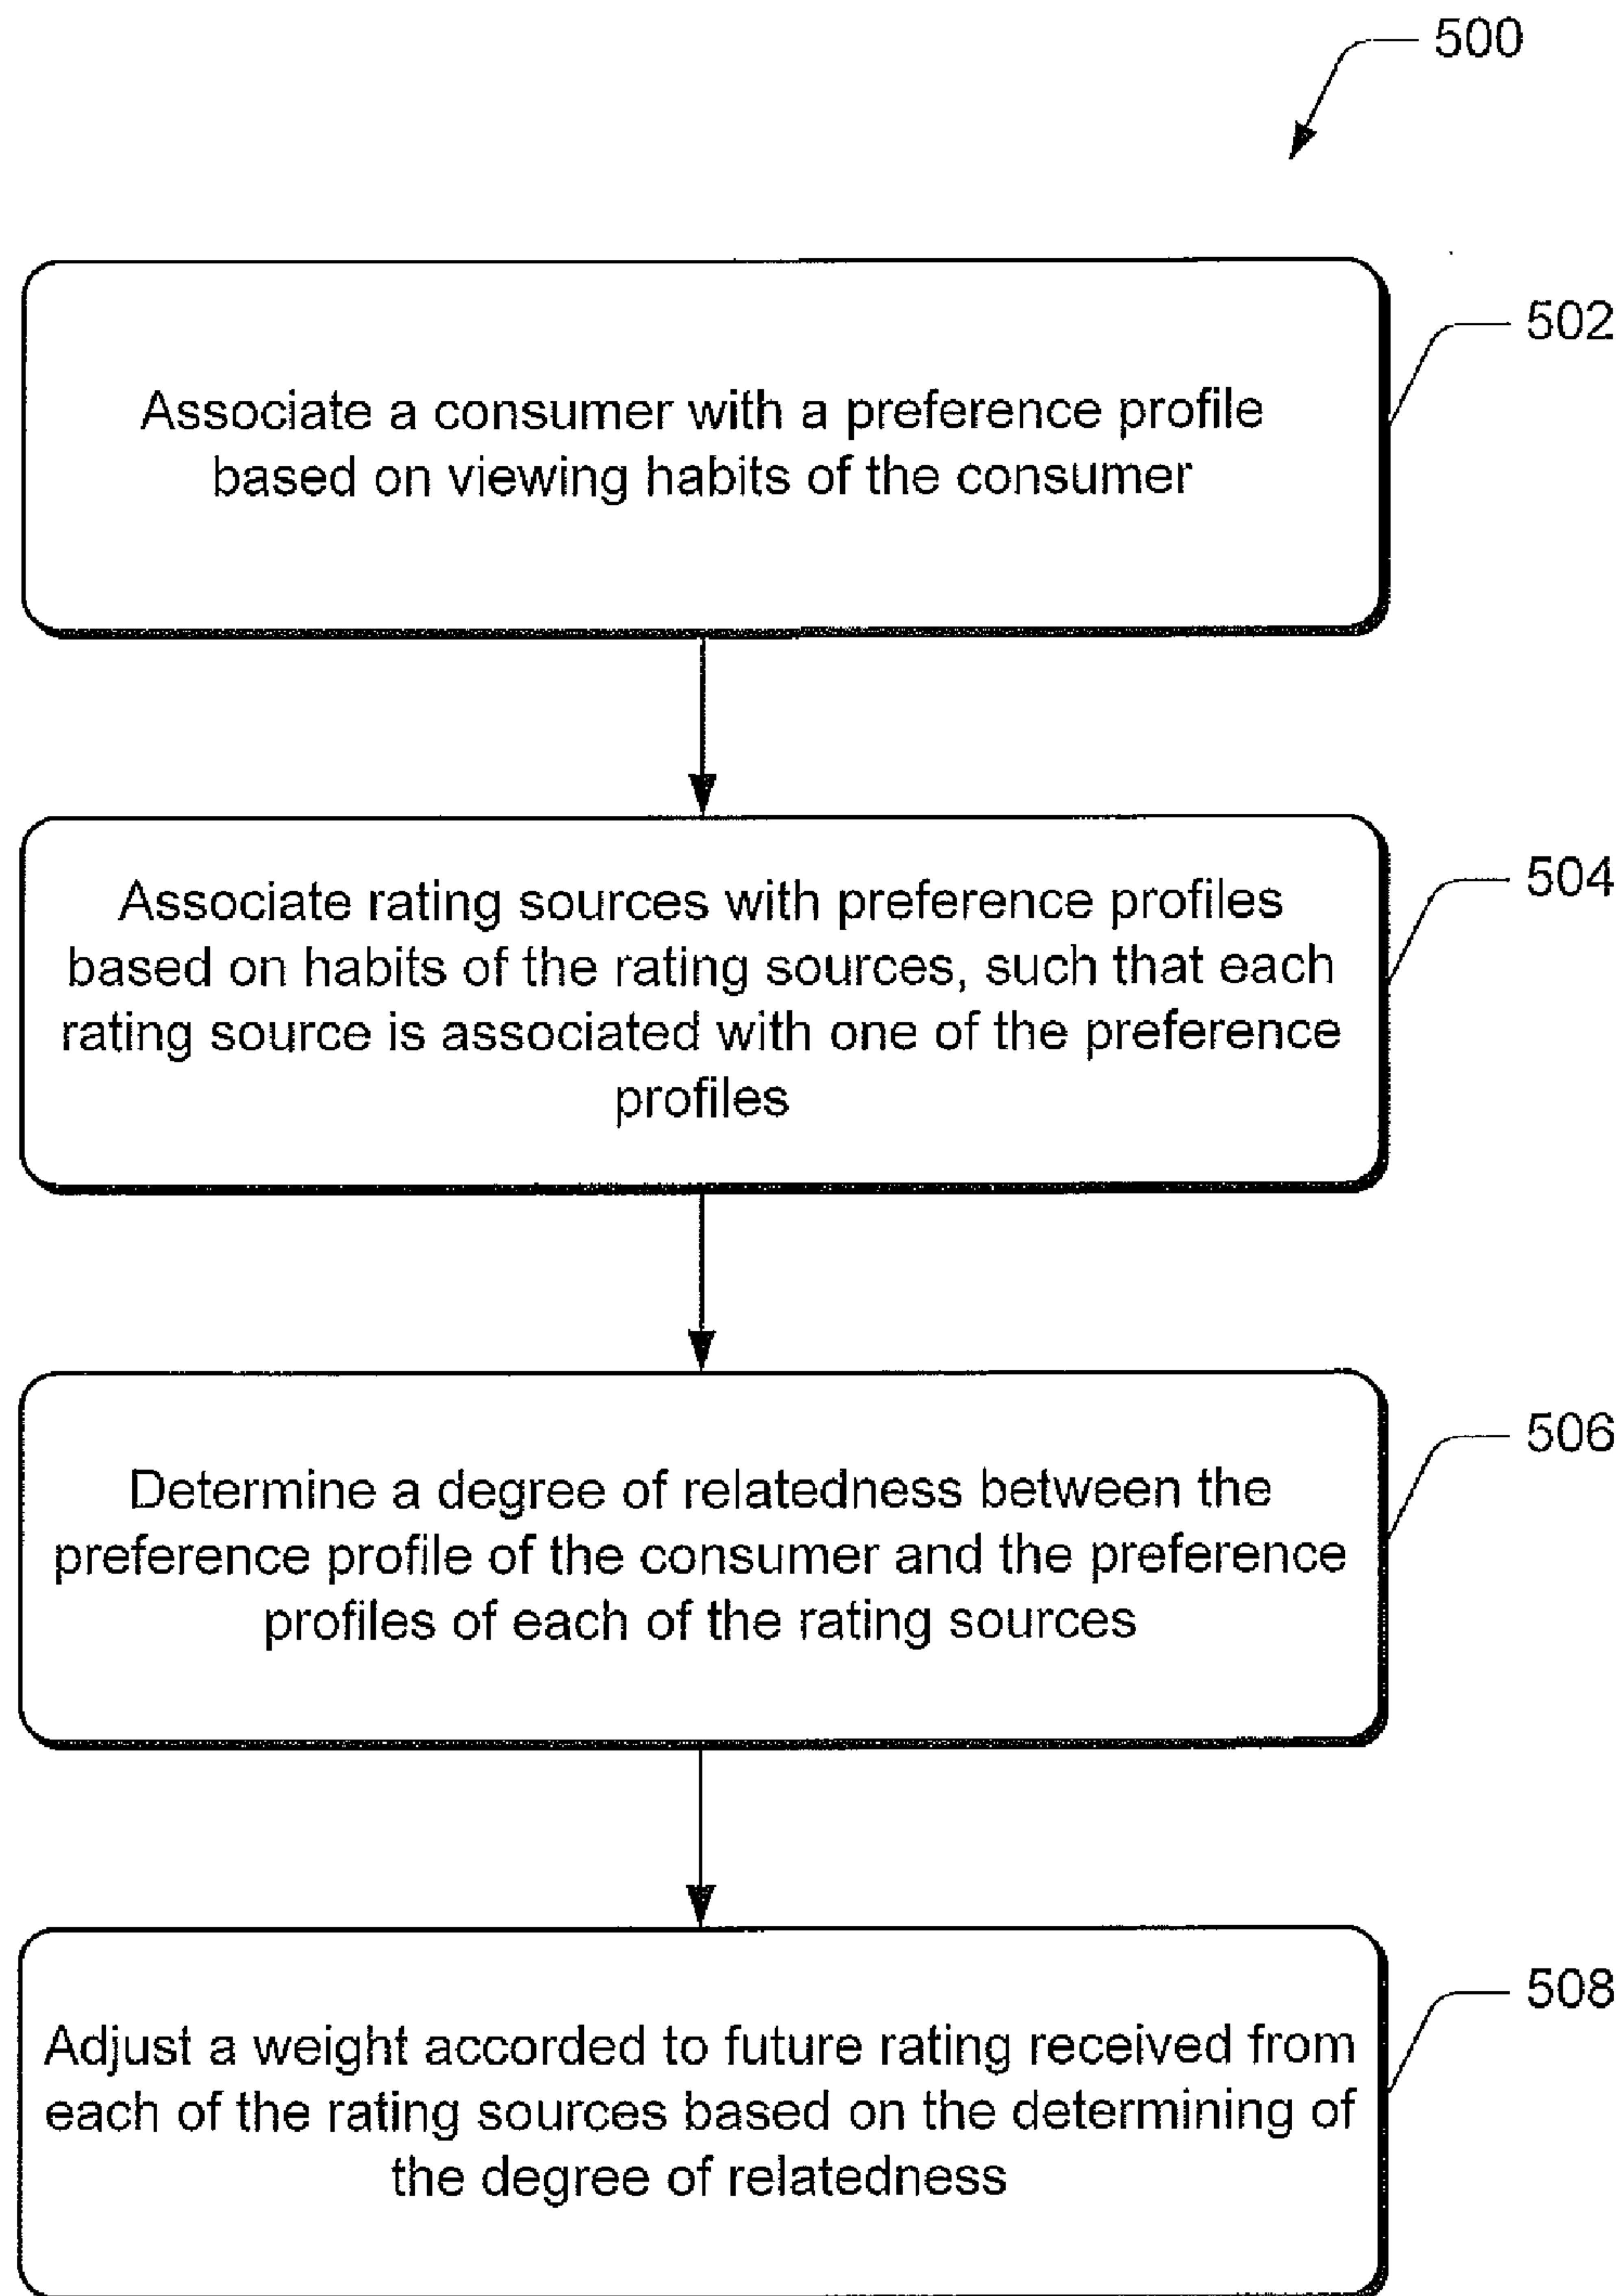 500
Associate a consumer with a preference profile
based on viewing habits of the consumer
502
Associate rating sources with preference profiles
based on habits of the rating sources, such that each
rating source is associated with one of the preference
profiles
504
Determine a degree of relatedness between the
preference profile of the consumer and the preference
profiles of each of the rating sources
506
Adjust a weight accorded to future rating received from
each of the rating sources based on the determining of
the degree of relatedness
508